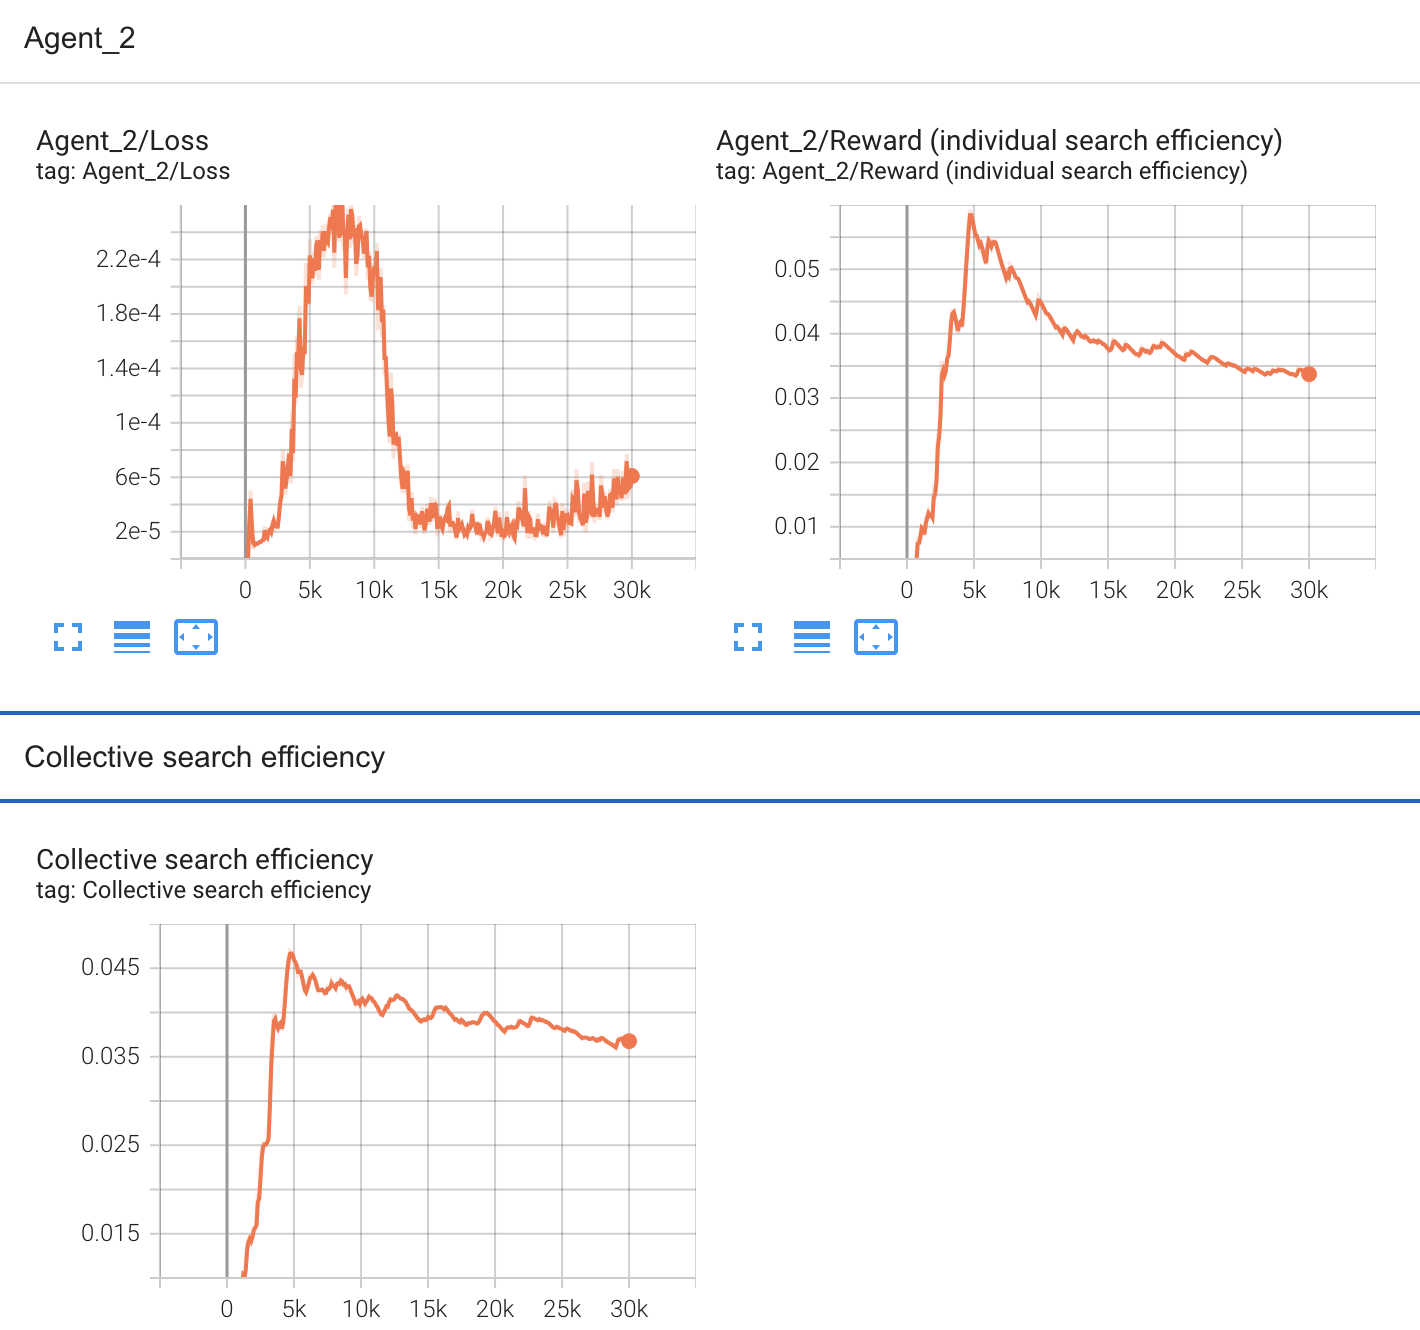 Agent_2
Agent_2/Loss
tag: Agent_2/Loss
2.2e-4
1.8e-4
1.4e-4
1e-4
6e-5
2e-5
0 5k 10k 15k 20k 25k 30k
Agent_2/Reward (individual search efficiency)
tag: Agent_2/Reward (individual search efficiency)
0.05
0.04
0.03
0.02
0.01
0 5k 10k 15k 20k 25k 30k
Collective search efficiency
Collective search efficiency
tag: Collective search efficiency
0.045
0.035
0.025
0.015
0 5k 10k 15k 20k 25k 30k